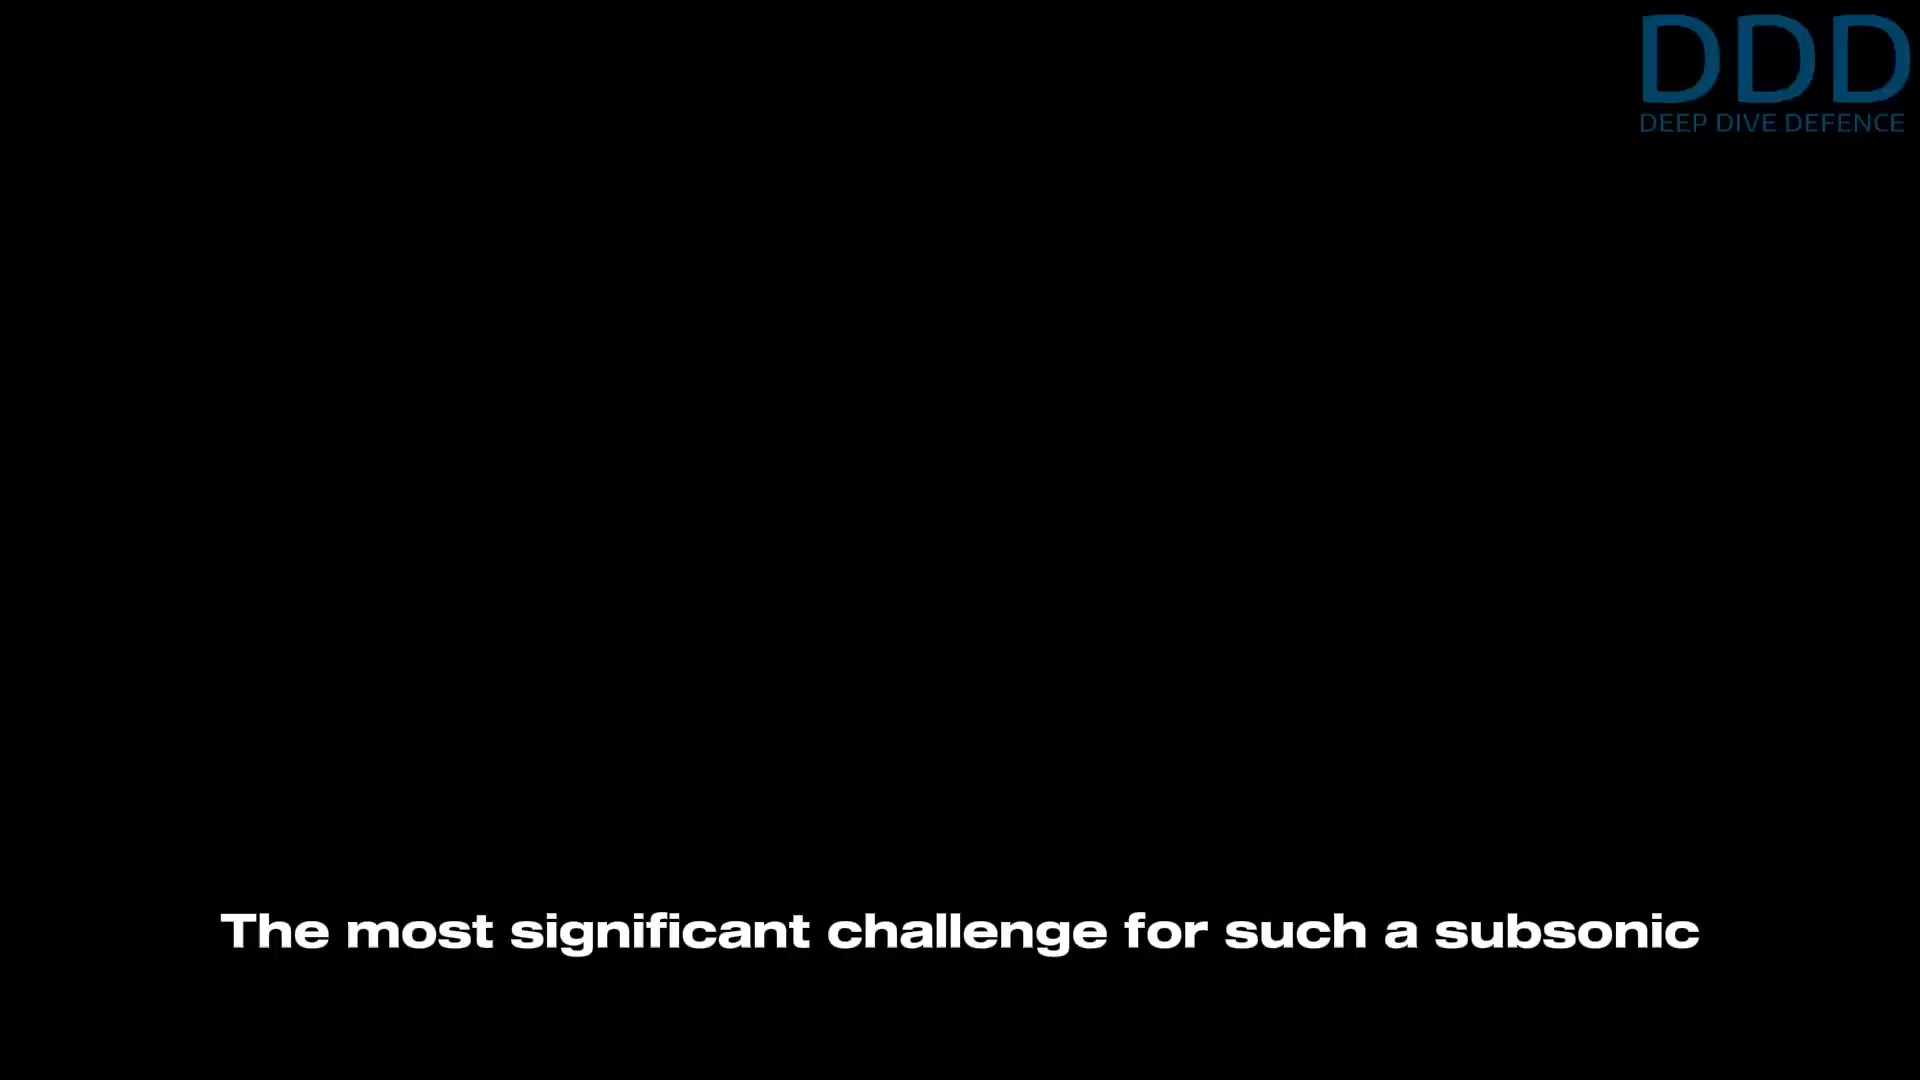 DDD
DEEP DIVE DEFENCE
The most significant challenge for such a subsonic